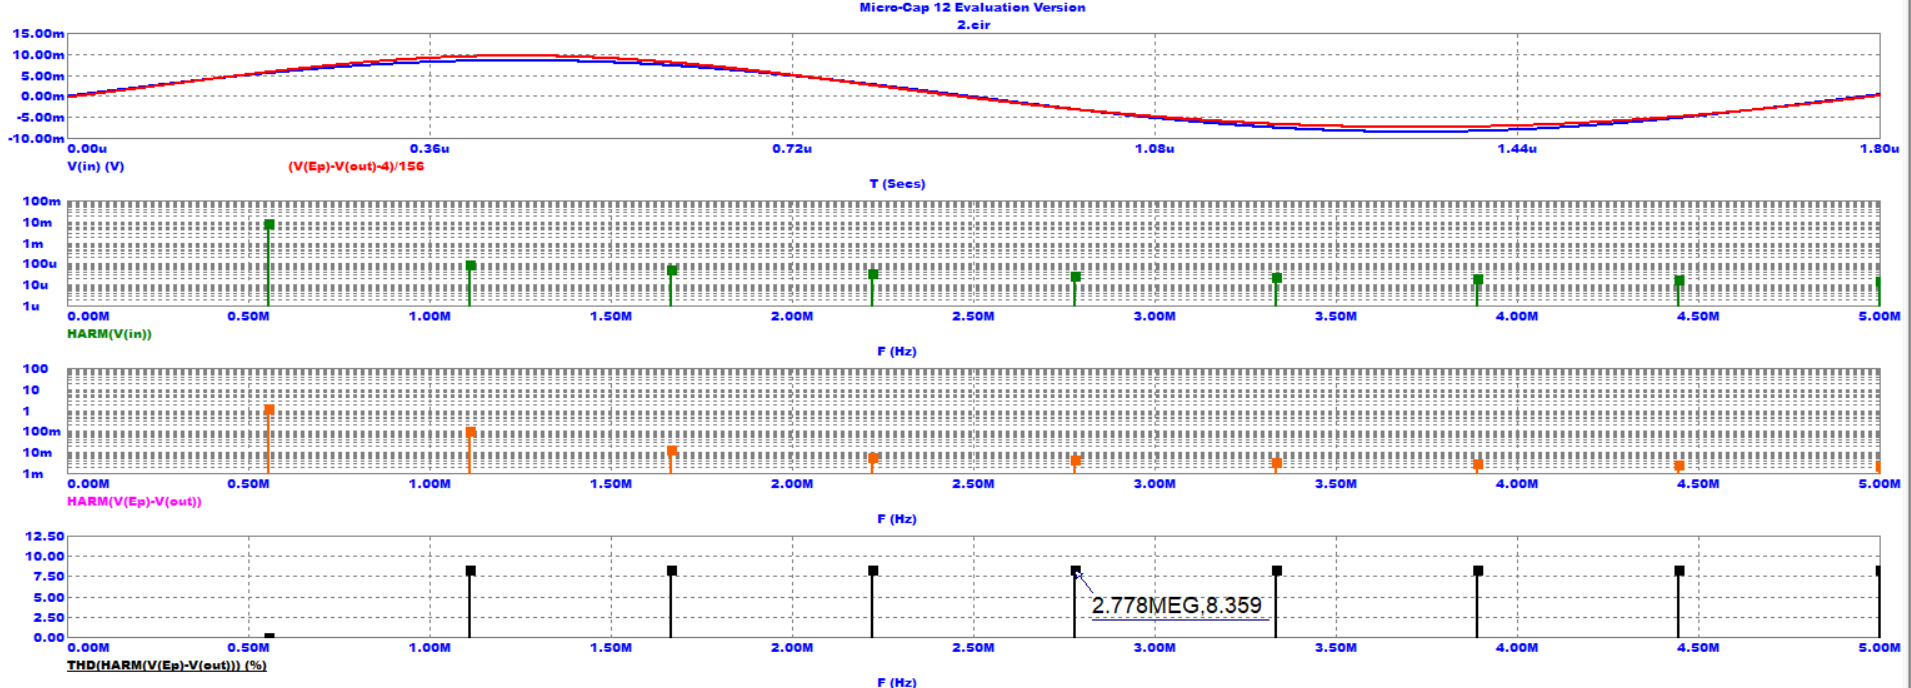 Micro-Cap 12 Evaluation Version
2.cir
15.00m
10.00m
5.00m
0.00m
-5.00m
-10.00m
0.00u 0.36u 0.72u 1.08u 1.44u 1.80u
V(in) (V) (V(Ep)-V(out)-4)/156
T (Secs)
100m
10m
1m
100u
10u
1u
0.00M 0.50M 1.00M 1.50M 2.00M 2.50M 3.00M 3.50M 4.00M 4.50M 5.00M
HARM(V(in))
F (Hz)
100
10
1
100m
10m
1m
0.00M 0.50M 1.00M 1.50M 2.00M 2.50M 3.00M 3.50M 4.00M 4.50M 5.00M
HARM(V(Ep)-V(out))
F (Hz)
12.50
10.00
7.50
5.00
2.50
0.00
2.778MEG,8.359
0.00M 0.50M 1.00M 1.50M 2.00M 2.50M 3.00M 3.50M 4.00M 4.50M 5.00M
THD(HARM(V(Ep)-V(out))) (%)
F (Hz)